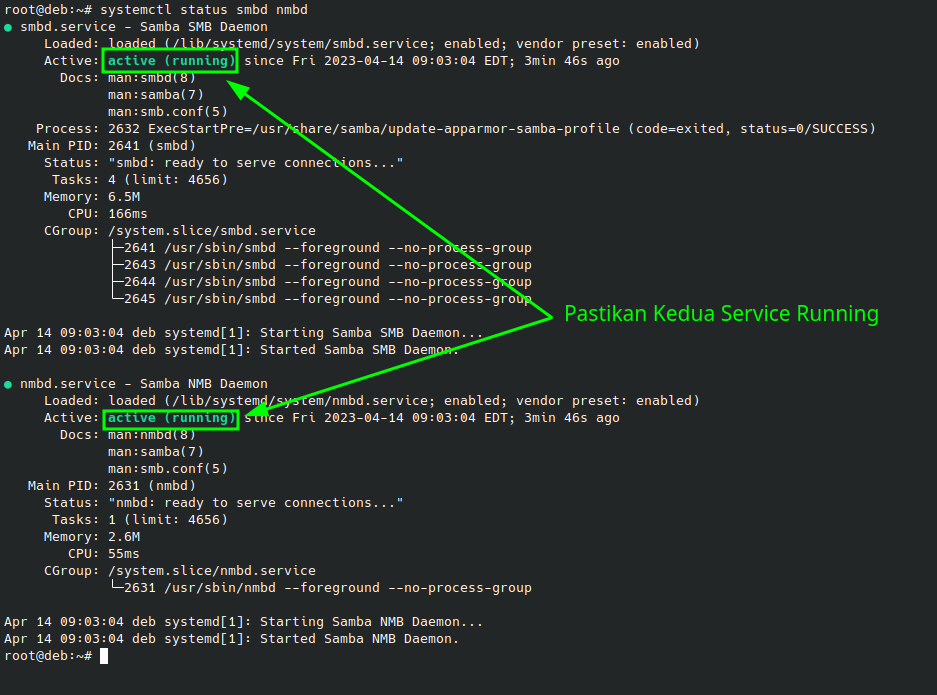 root@deb:~# systemctl status smbd nmbd
● smbd.service - Samba SMB Daemon
Loaded: loaded (/lib/systemd/system/smbd.service; enabled; vendor preset: enabled)
Active: active (running) since Fri 2023-04-14 09:03:04 EDT; 3min 46s ago
Docs: man:smbd(8)
man:samba(7)
man:smb.conf(5)
Process: 2632 ExecStartPre=/usr/share/samba/update-apparmor-samba-profile (code=exited, status=0/SUCCESS)
Main PID: 2641 (smbd)
Status: "smbd: ready to serve connections..."
Tasks: 4 (limit: 4656)
Memory: 6.5M
CPU: 166ms
CGroup: /system.slice/smbd.service
├─2641 /usr/sbin/smbd --foreground --no-process-group
├─2643 /usr/sbin/smbd --foreground --no-process-group
├─2644 /usr/sbin/smbd --foreground --no-process-group
└─2645 /usr/sbin/smbd --foreground --no-process-group
Pastikan Kedua Service Running
Apr 14 09:03:04 deb systemd[1]: Starting Samba SMB Daemon...
Apr 14 09:03:04 deb systemd[1]: Started Samba SMB Daemon.
● nmbd.service - Samba NMB Daemon
Loaded: loaded (/lib/systemd/system/nmbd.service; enabled; vendor preset: enabled)
Active: active (running) since Fri 2023-04-14 09:03:04 EDT; 3min 46s ago
Docs: man:nmbd(8)
man:samba(7)
man:smb.conf(5)
Main PID: 2631 (nmbd)
Status: "nmbd: ready to serve connections..."
Tasks: 1 (limit: 4656)
Memory: 2.6M
CPU: 55ms
CGroup: /system.slice/nmbd.service
└─2631 /usr/sbin/nmbd --foreground --no-process-group
Apr 14 09:03:04 deb systemd[1]: Starting Samba NMB Daemon...
Apr 14 09:03:04 deb systemd[1]: Started Samba NMB Daemon.
root@deb:~#